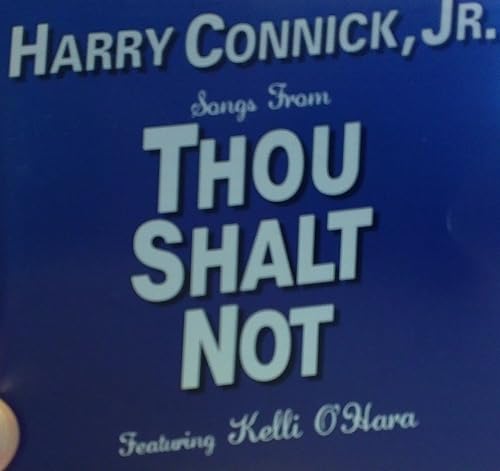 HARRY CONNICK, JR.
Songs From
THOU
SHALT
NOT
Featuring Kelli O'Hara